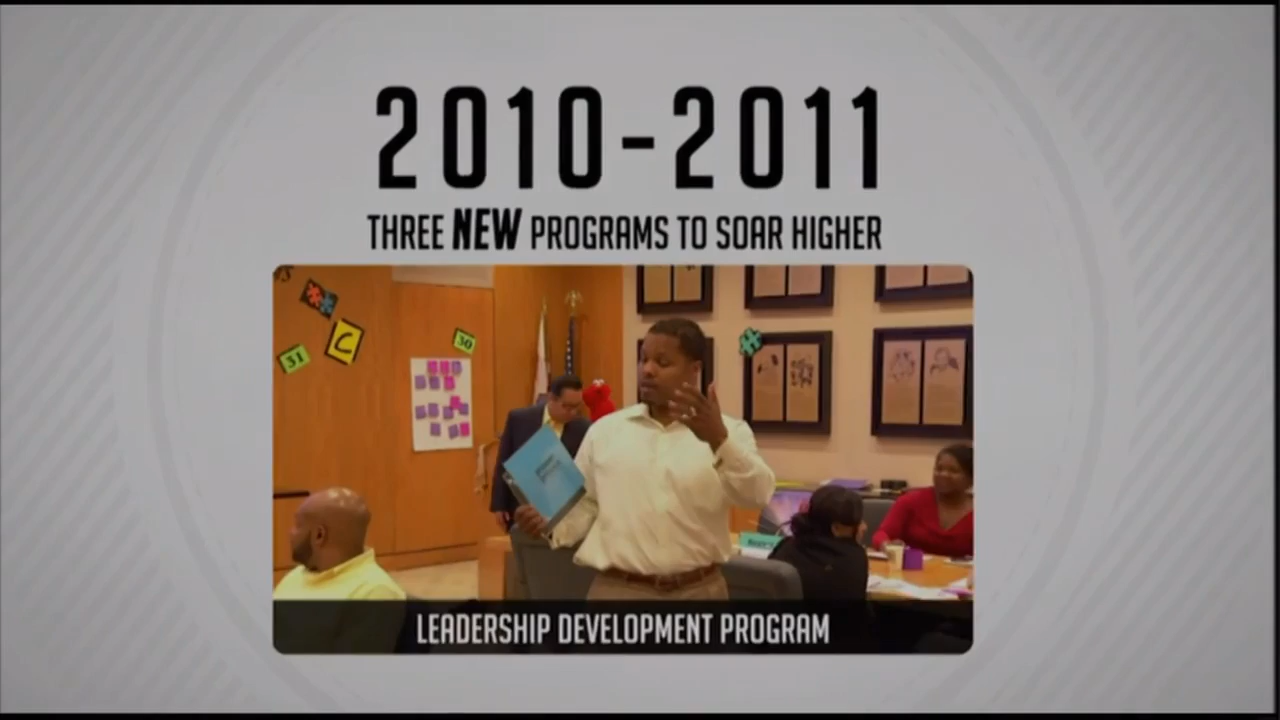 2010-2011
THREE NEW PROGRAMS TO SOAR HIGHER
C
31
30
#
LEADERSHIP DEVELOPMENT PROGRAM